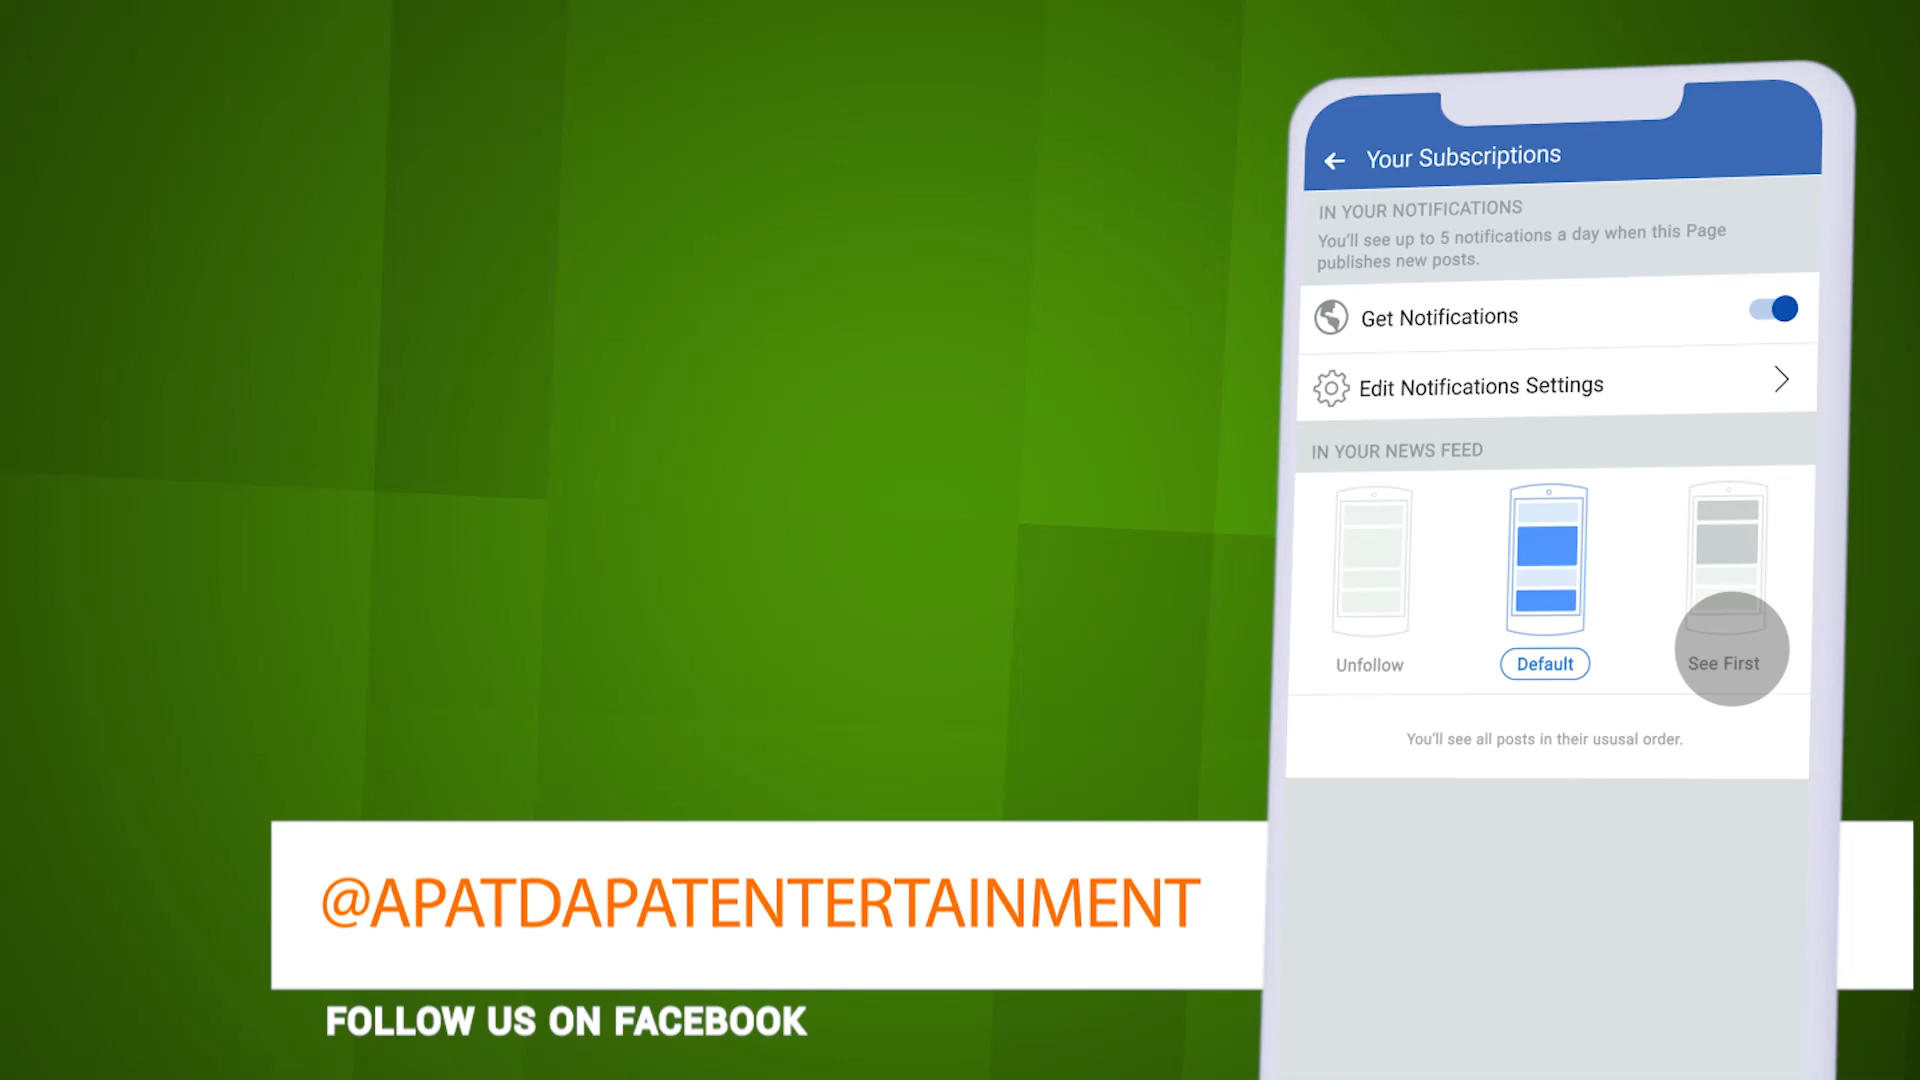 Your Subscriptions
IN YOUR NOTIFICATIONS
You'll see up to 5 notifications a day when this Page
publishes new posts.
Get Notifications
Edit Notifications Settings
IN YOUR NEWS FEED
Unfollow
Default
See First
You'll see all posts in their ususal order.
@APATDAPATENTERTAINMENT
FOLLOW US ON FACEBOOK